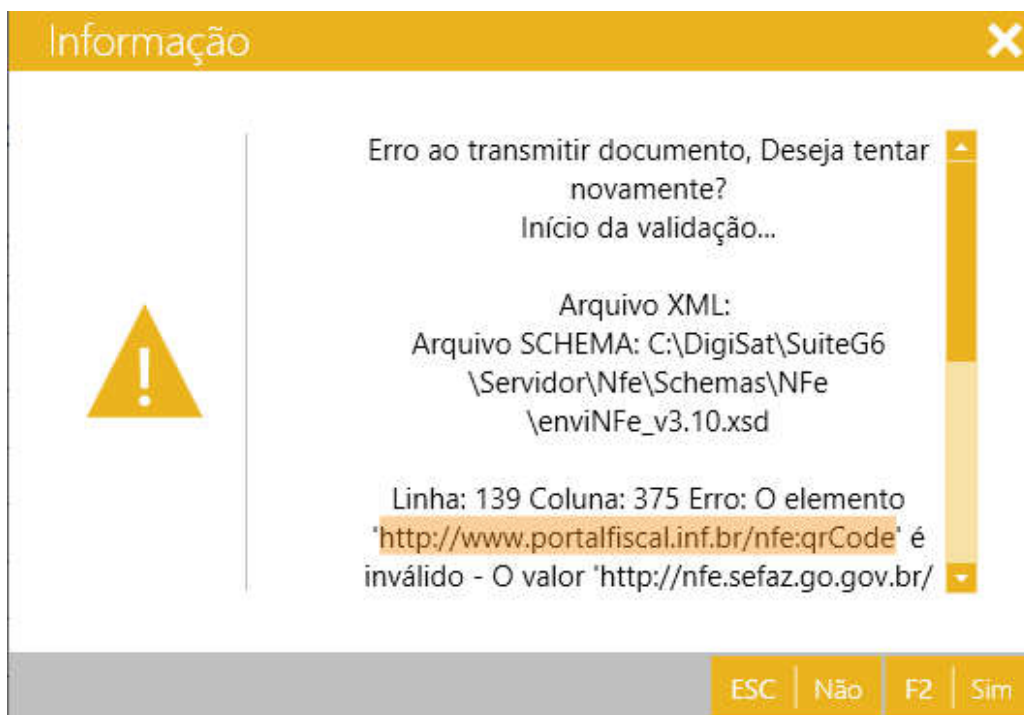 Informação
Erro ao transmitir documento, Deseja tentar
novamente?
Início da validação...
Arquivo XML:
Arquivo SCHEMA: C:\DigiSat\SuiteG6
\Servidor\Nfe\Schemas\NFe
\enviNFe_v3.10.xsd
Linha: 139 Coluna: 375 Erro: O elemento
'http://www.portalfiscal.inf.br/nfe:qrCode' é
inválido - O valor 'http://nfe.sefaz.go.gov.br/
ESC | Não F2 | Sim